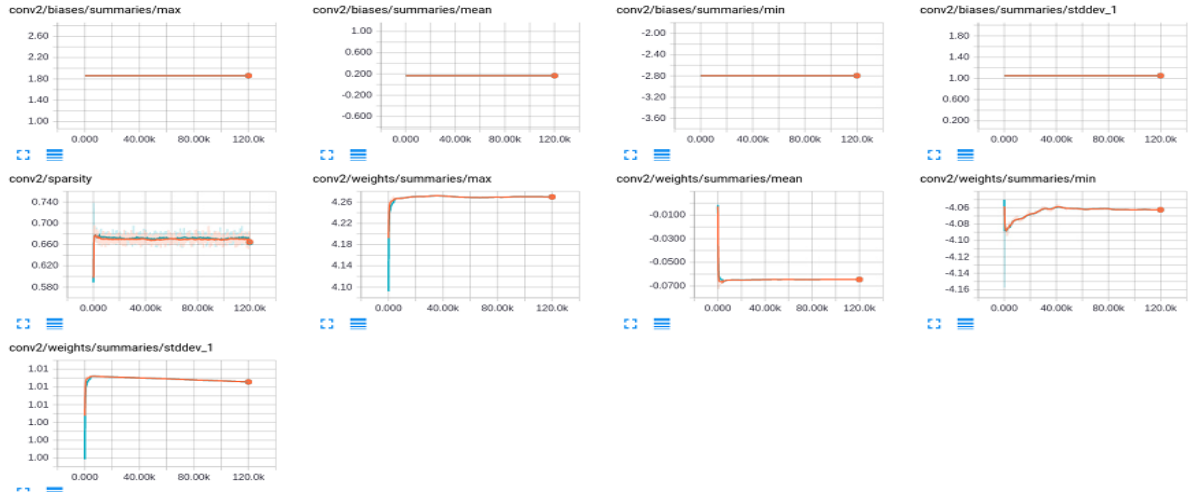 conv2/biases/summaries/max conv2/biases/summaries/mean conv2/biases/summaries/min conv2/biases/summaries/stddev_1
2.60 1.00 -2.00 1.80
2.20 0.600 -2.40 1.40
1.80 0.200 -2.80 1.00
1.40 -0.200 -3.20 0.600
1.00 -0.600 -3.60 0.200
0.000 40.00k 80.00k 120.0k 0.000 40.00k 80.00k 120.0k 0.000 40.00k 80.00k 120.0k 0.000 40.00k 80.00k 120.0k
conv2/sparsity conv2/weights/summaries/max conv2/weights/summaries/mean conv2/weights/summaries/min
0.740 4.26 -0.0100 -4.06
0.700 4.22 -0.0300 -4.08
0.660 4.18 -0.0500 -4.10
0.620 4.14 -0.0700 -4.12
0.580 4.10 -4.14
-4.16
0.000 40.00k 80.00k 120.0k 0.000 40.00k 80.00k 120.0k 0.000 40.00k 80.00k 120.0k 0.000 40.00k 80.00k 120.0k
conv2/weights/summaries/stddev_1
1.01
1.01
1.01
1.00
1.00
1.00
0.000 40.00k 80.00k 120.0k